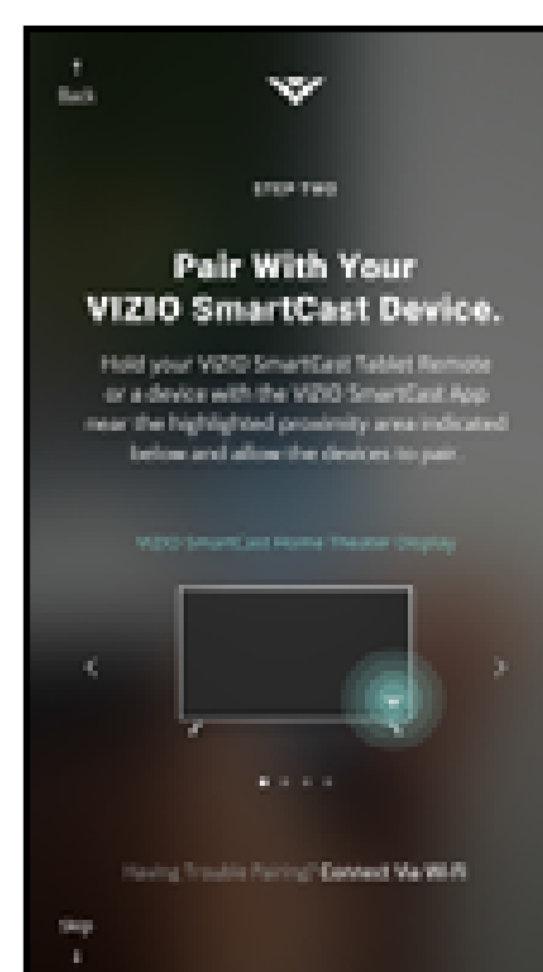 Back
STEP TWO
Pair With Your
VIZIO SmartCast Device.
Hold your VIZIO SmartCast Tablet Remote
or a device with the VIZIO SmartCast App
near the highlighted proximity area indicated
below and allow the devices to pair.
VIZIO SmartCast Home Theater Display
Having Trouble Pairing? Connect Via Wi-Fi
Skip